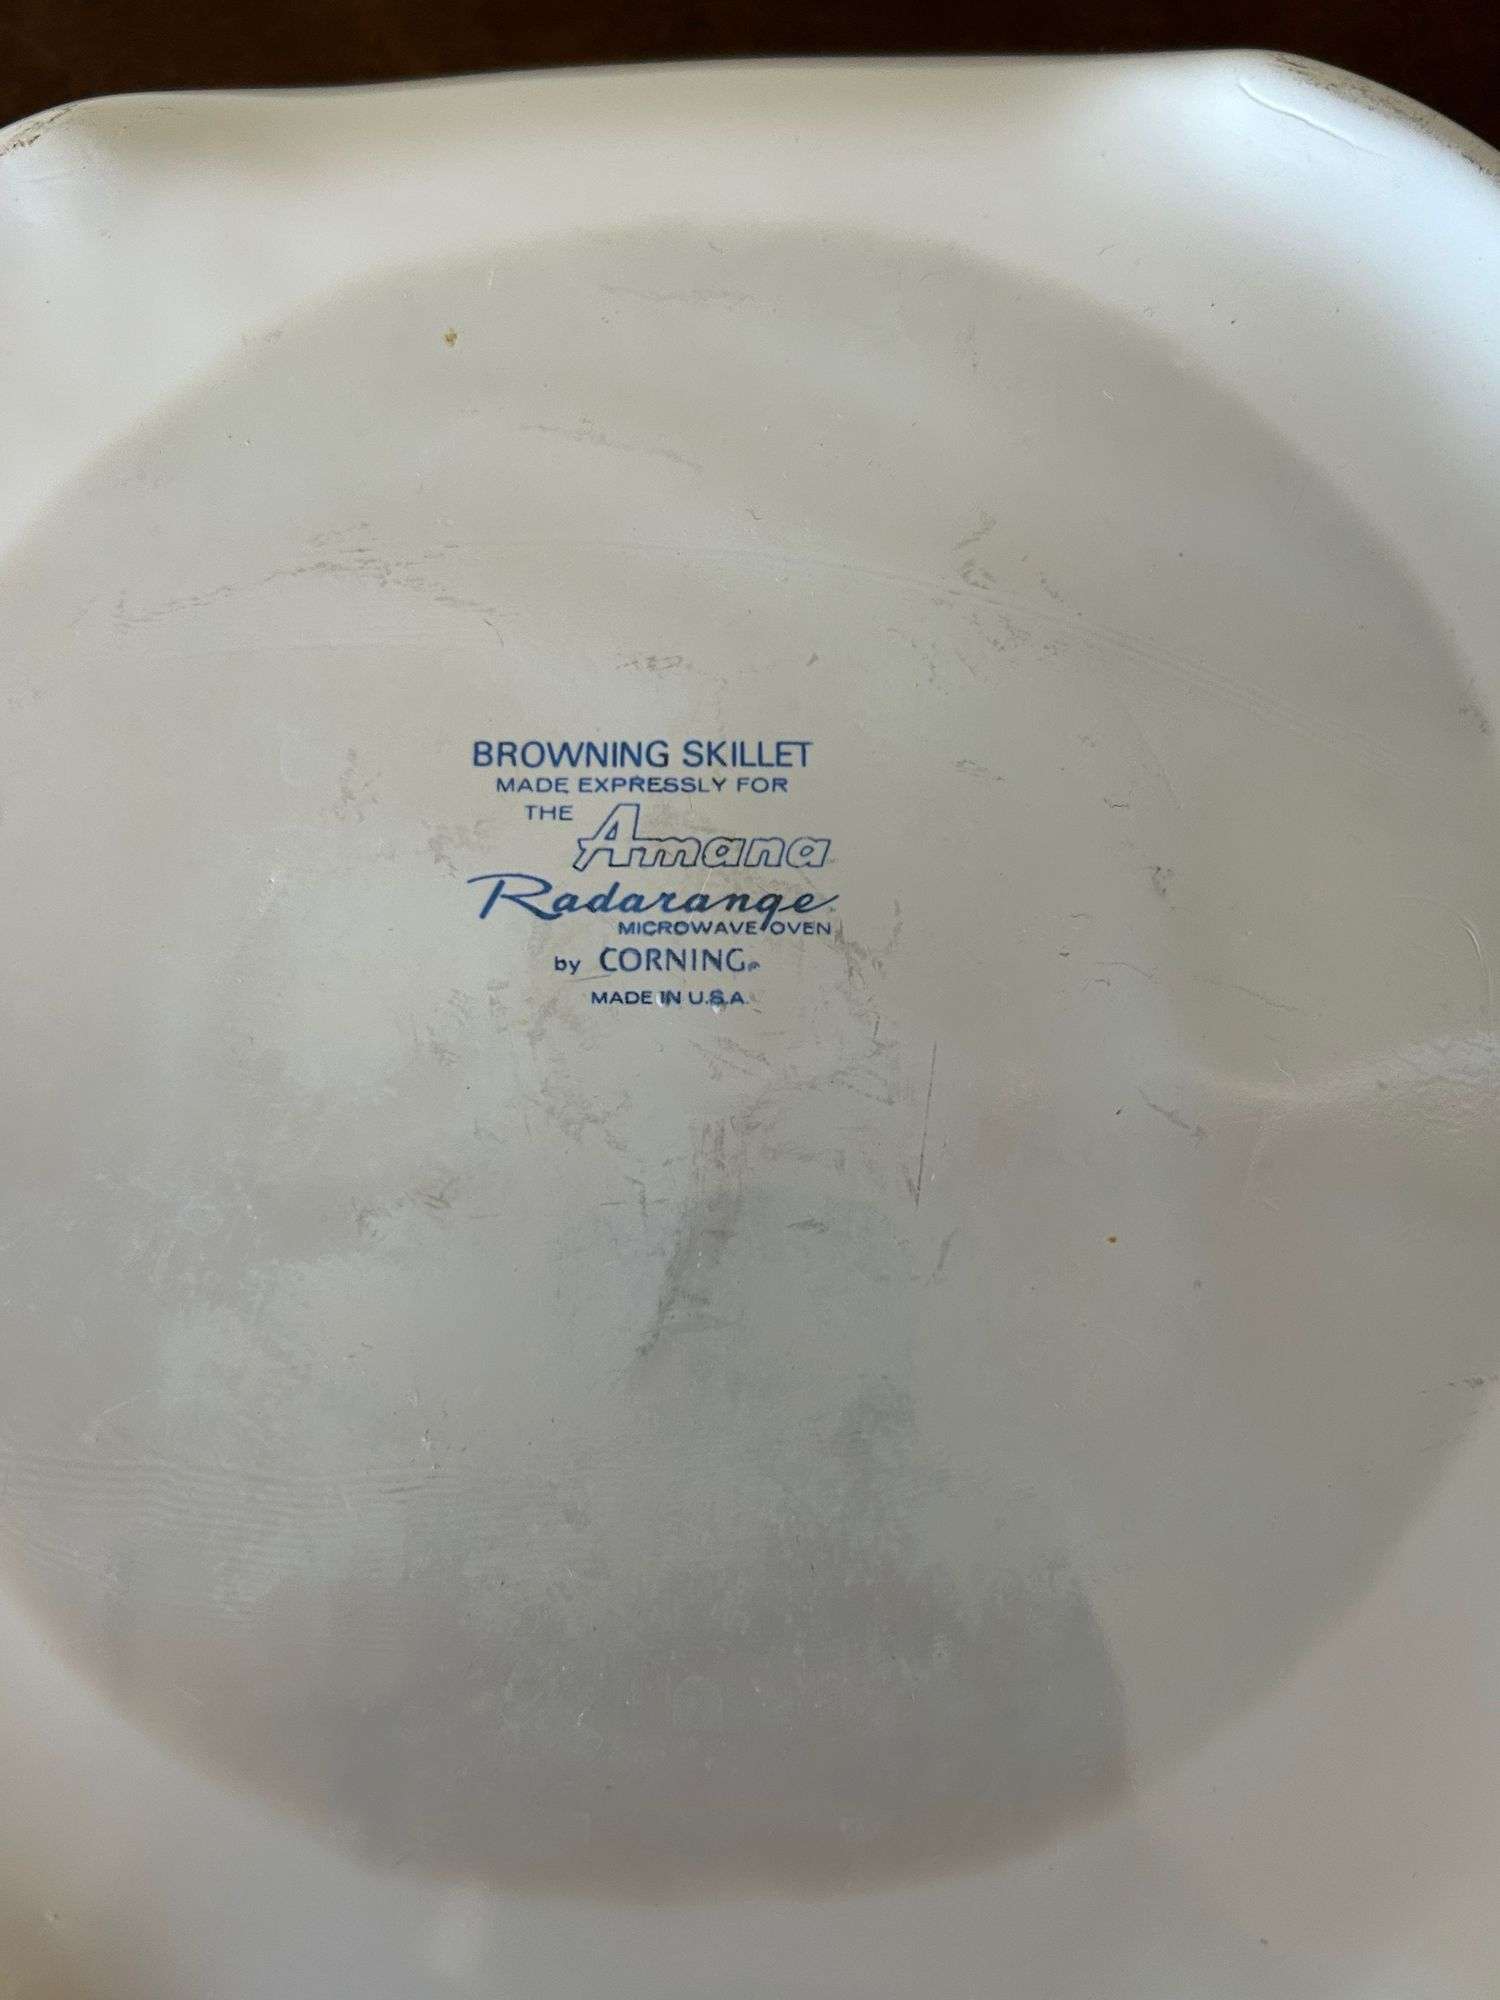 BROWNING SKILLET
MADE EXPRESSLY FOR
THE Amana
Radarange
MICROWAVE OVEN
by CORNING
MADE IN U.S.A.